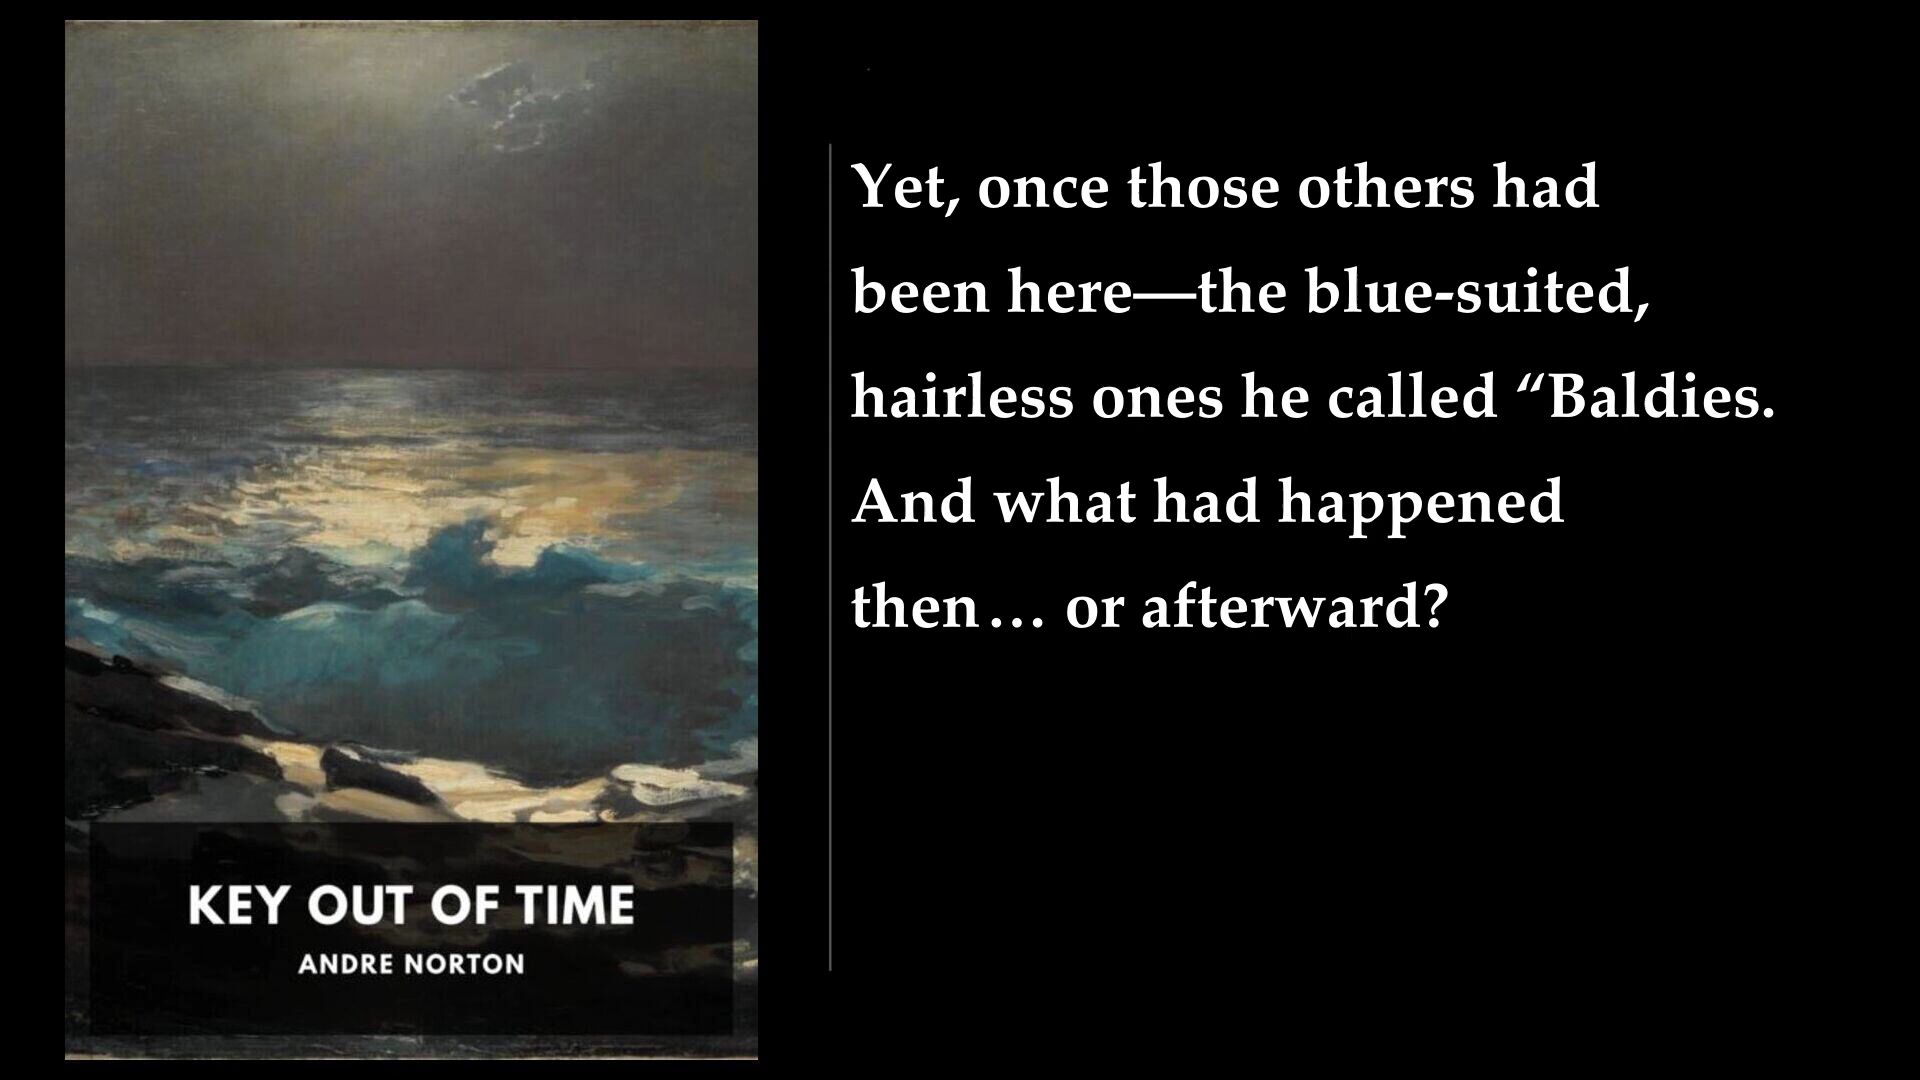 Yet, once those others had
been here—the blue-suited,
hairless ones he called “Baldies.
And what had happened
then… or afterward?
KEY OUT OF TIME
ANDRE NORTON